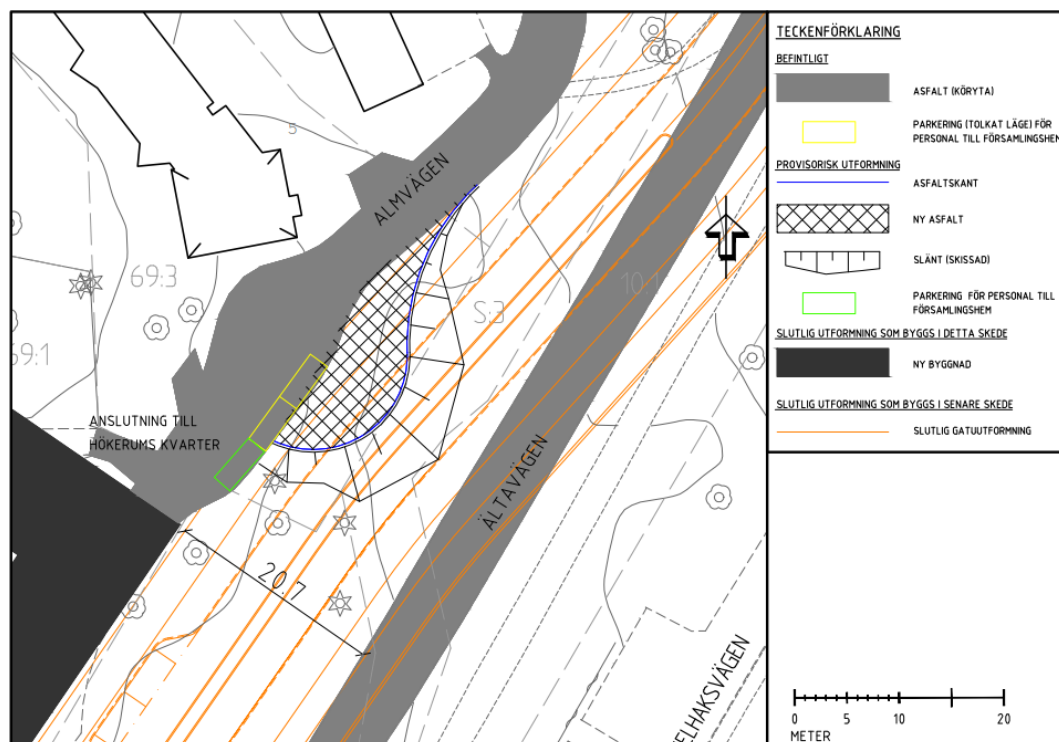 ALMVÄGEN
5
69:3
69:1
S:3
10:1
ANSLUTNING TILL
HÖKERUMS KVARTER
ÄLTAVÄGEN
20.7
ELHAKSVÄGEN
TECKENFÖRKLARING
BEFINTLIGT
ASFALT (KÖRYTA)
PARKERING (TOLKAT LÄGE) FÖR
PERSONAL TILL FÖRSAMLINGSHEM
PROVISORISK UTFORMNING
ASFALTSKANT
NY ASFALT
SLÄNT (SKISSAD)
PARKERING FÖR PERSONAL TILL
FÖRSAMLINGSHEM
SLUTLIG UTFORMNING SOM BYGGS I DETTA SKEDE
NY BYGGNAD
SLUTLIG UTFORMNING SOM BYGGS I SENARE SKEDE
SLUTLIG GATUUTFORMNING
0 5 10 20
METER